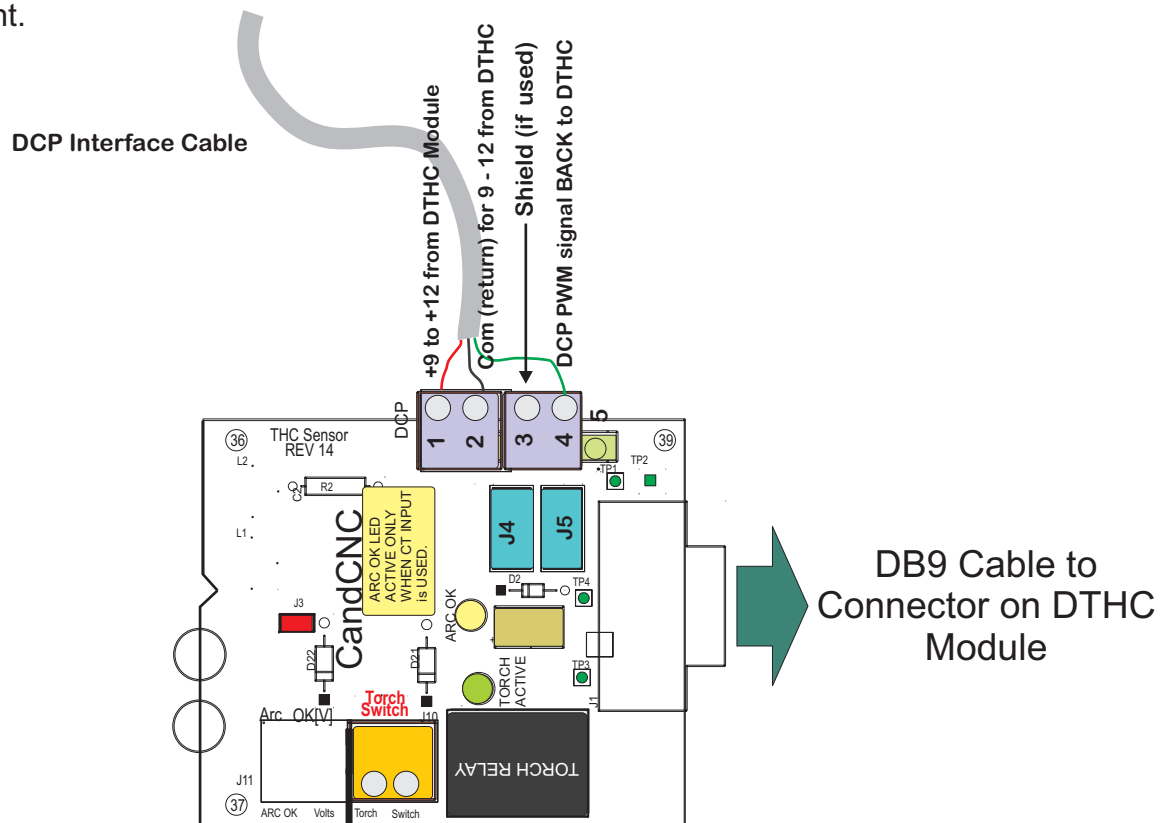 nt.
DCP Interface Cable
+9 to +12 from DTHC Module
Com (return) for 9 - 12 from DTHC
Shield (if used)
DCP PWM signal BACK to DTHC
DCP
1
2
3
4
5
36
THC Sensor
REV 14
39
L2
TP1
TP2
C2
R2
L1
CandCNC
ARC OK LED
ACTIVE ONLY
WHEN CT INPUT
is USED.
J4
J5
D2
TP4
ARC OK
J3
D22
D21
TORCH
ACTIVE
TP3
J1
DB9 Cable to
Connector on DTHC
Module
Arc OK[V]
Torch
Switch
J10
TORCH RELAY
J11
37
ARC OK Volts Torch Switch